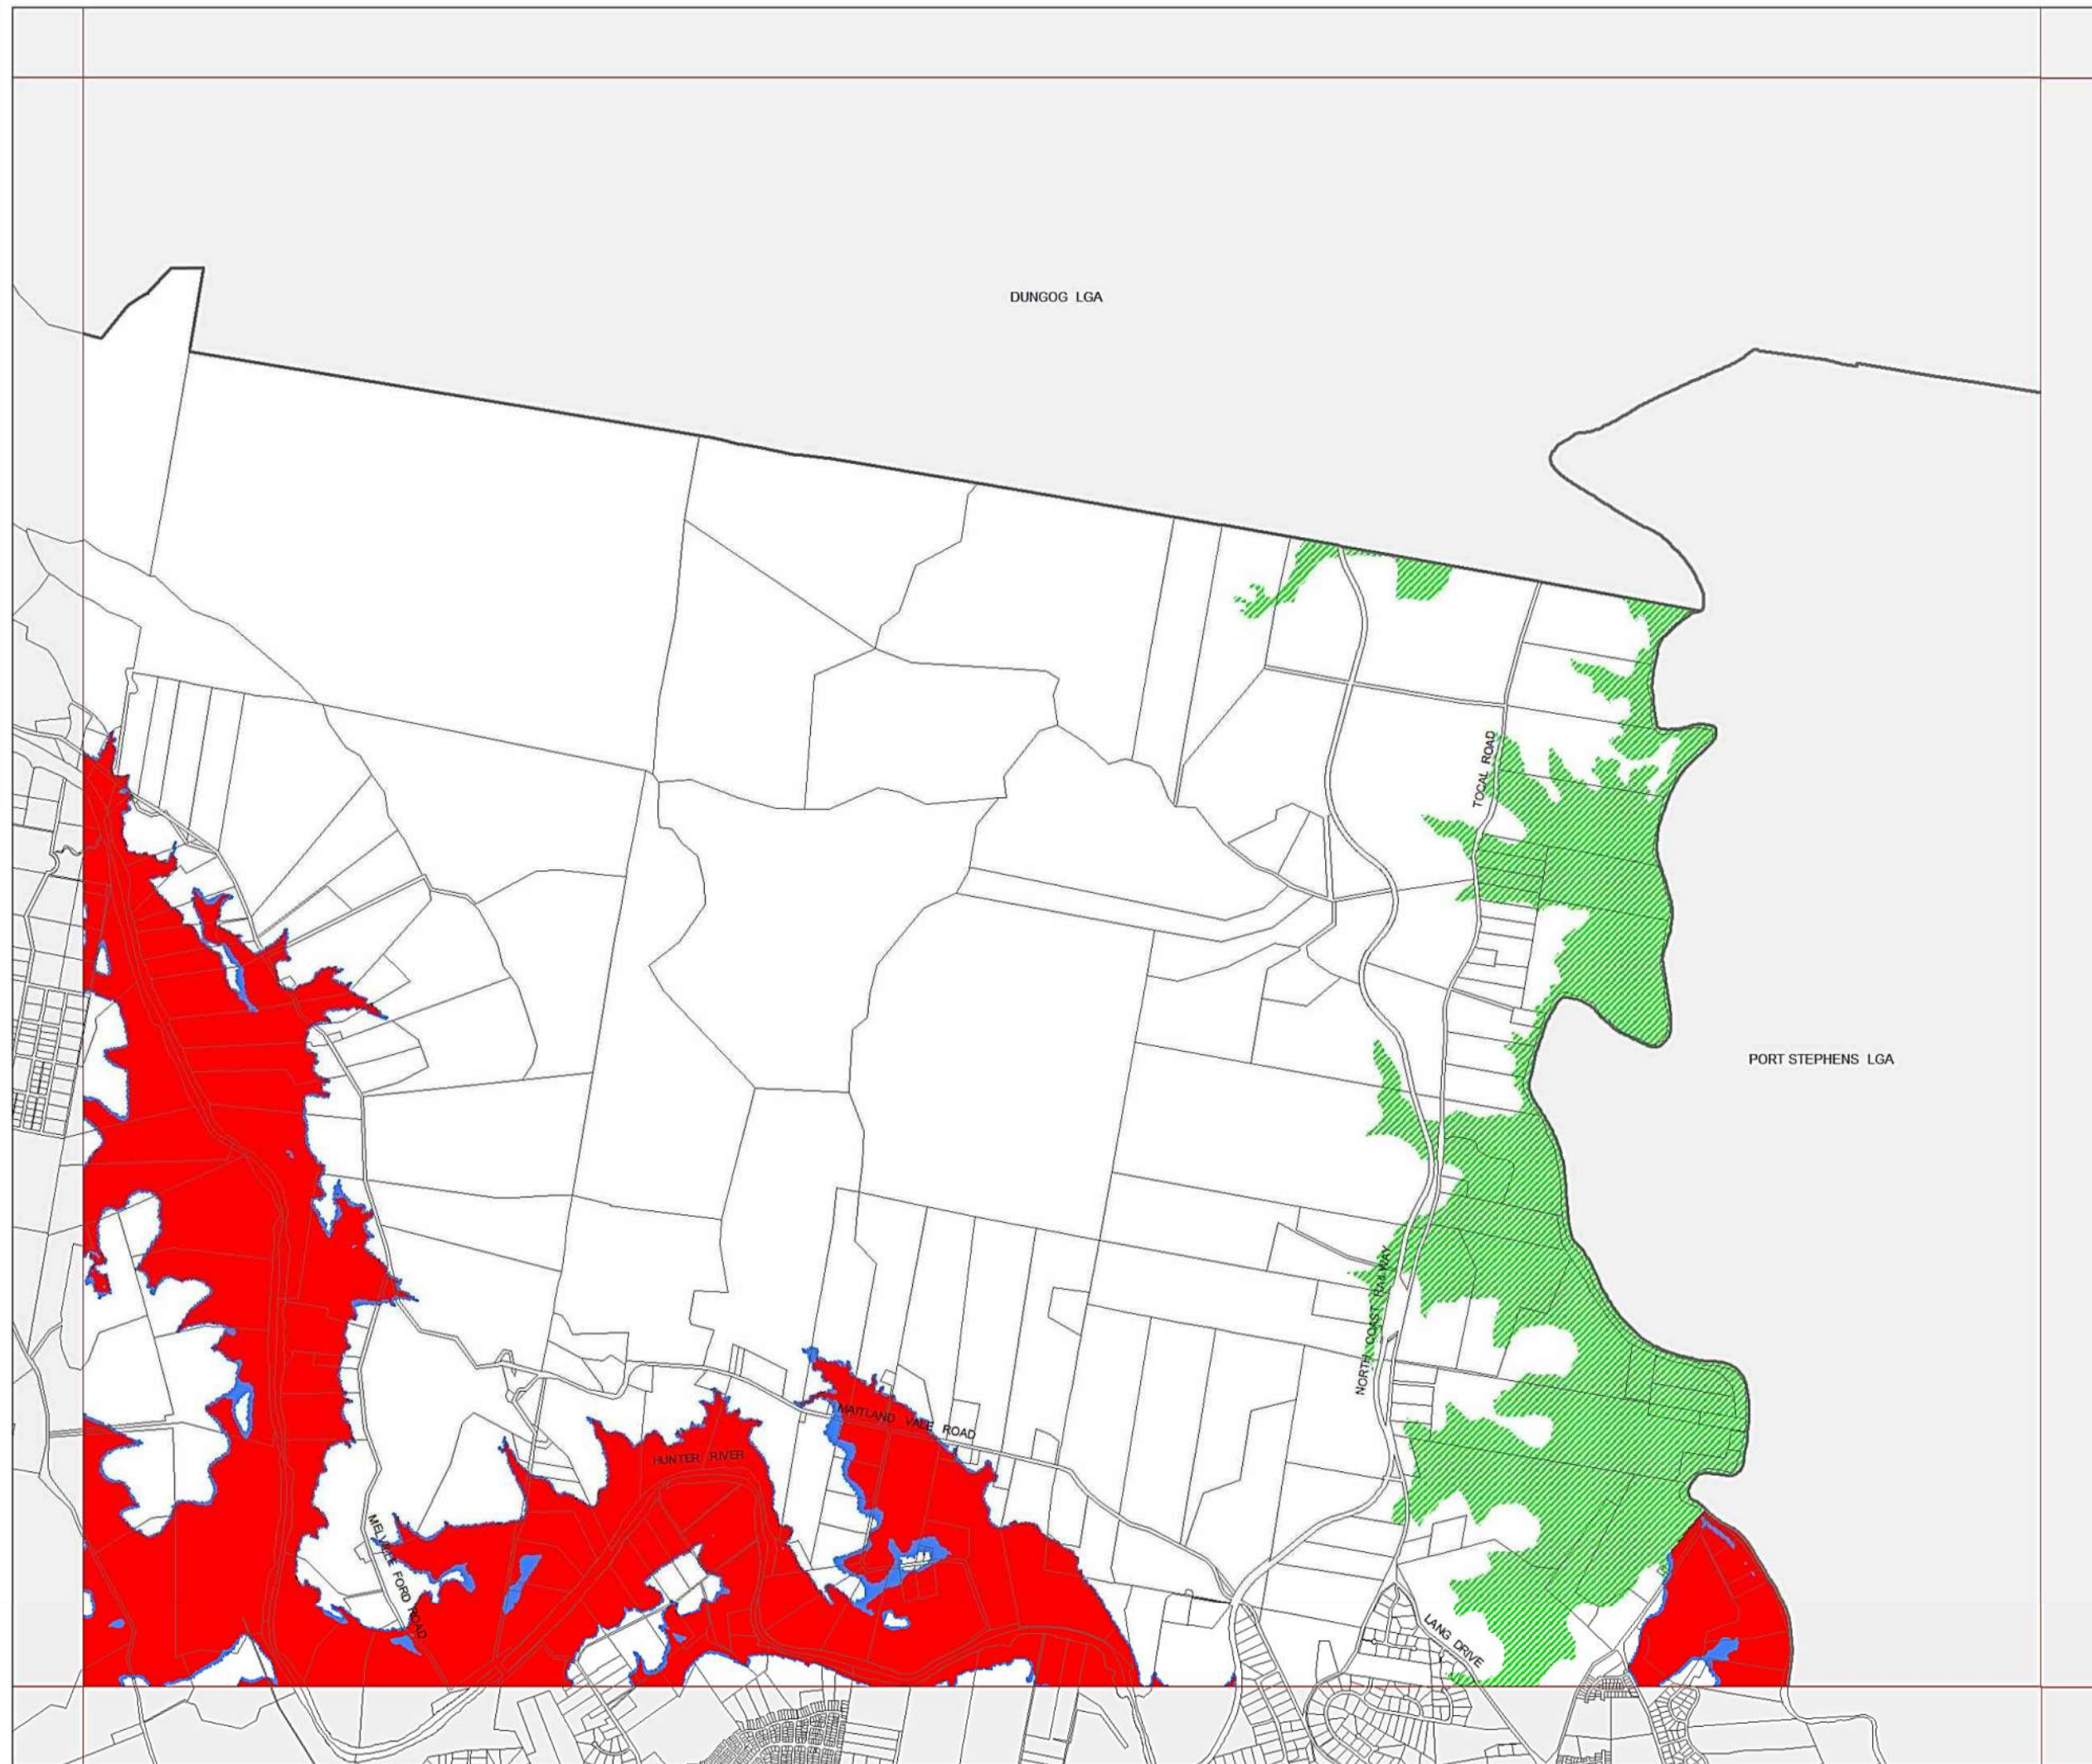 DUNGOG LGA
TOCAL ROAD
PORT STEPHENS LGA
NORTH COAST RAILWAY
MAITLAND VALE ROAD
HUNTER RIVER
MELVILLE FORD ROAD
LANG DRIVE